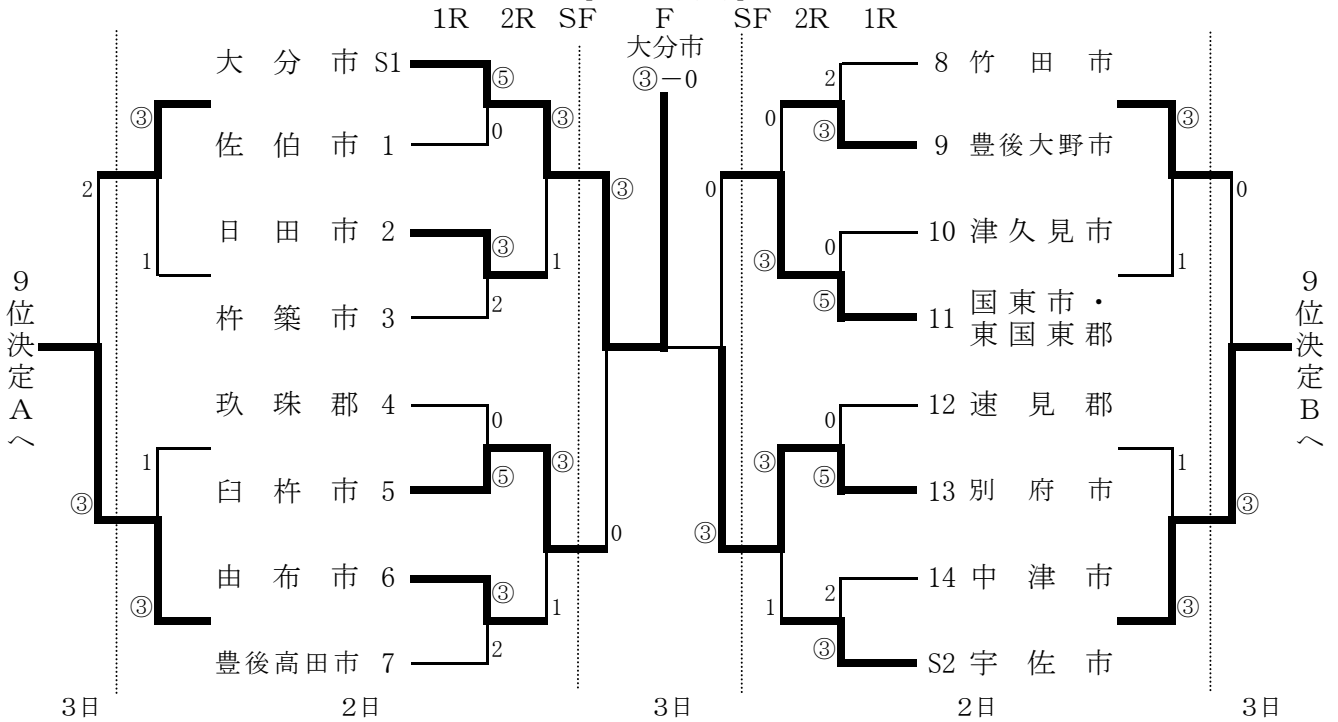 1R 2R SF F SF 2R 1R
大分市
③－0
大分市 S1
⑤
0
佐伯市 1
③
日田市 2
③
2
杵築市 3
1
玖珠郡 4
0
⑤
臼杵市 5
③
由布市 6
③
2
豊後高田市 7
1
③
0
③
1
2
1
③
③
9位決定Aへ
8 竹田市
2
③
9 豊後大野市
0
10 津久見市
0
⑤
11 国東市・
東国東郡
③
12 速見郡
0
⑤
13 別府市
③
14 中津市
2
③
S2 宇佐市
1
0
③
③
1
0
1
③
③
9位決定Bへ
3日 2日 3日 2日 3日